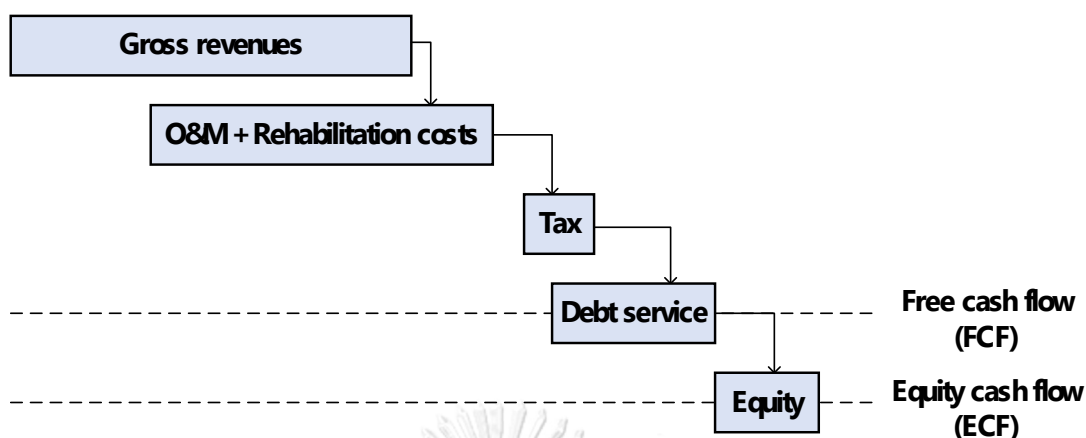 Gross revenues
O&M + Rehabilitation costs
Tax
Debt service
Free cash flow
(FCF)
Equity
Equity cash flow
(ECF)